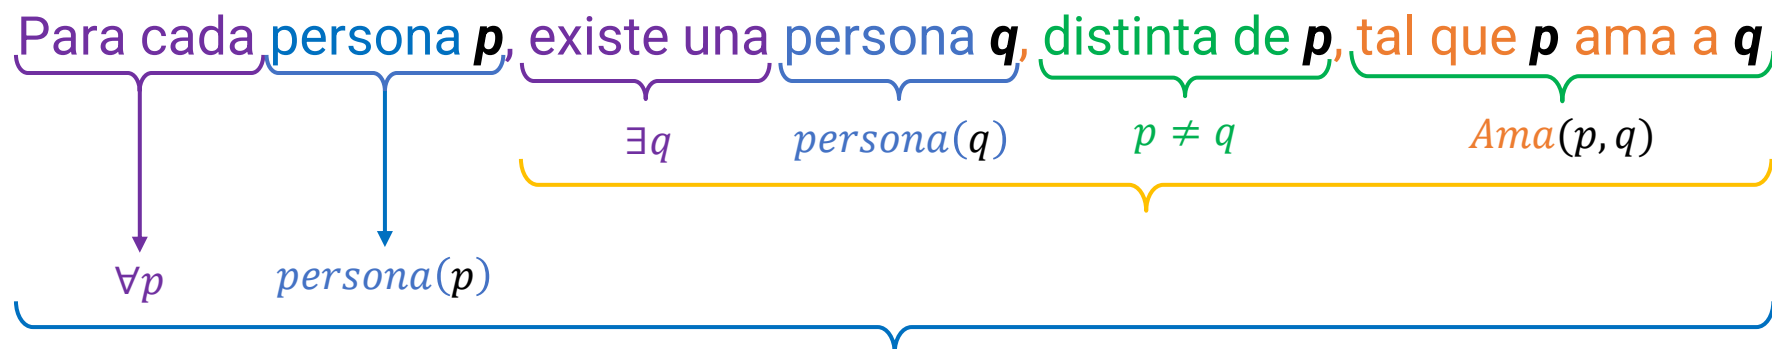 Para cada persona p, existe una persona q, distinta de p, tal que p ama a q
∃q persona(q) p ≠ q Ama(p, q)
∀p persona(p)